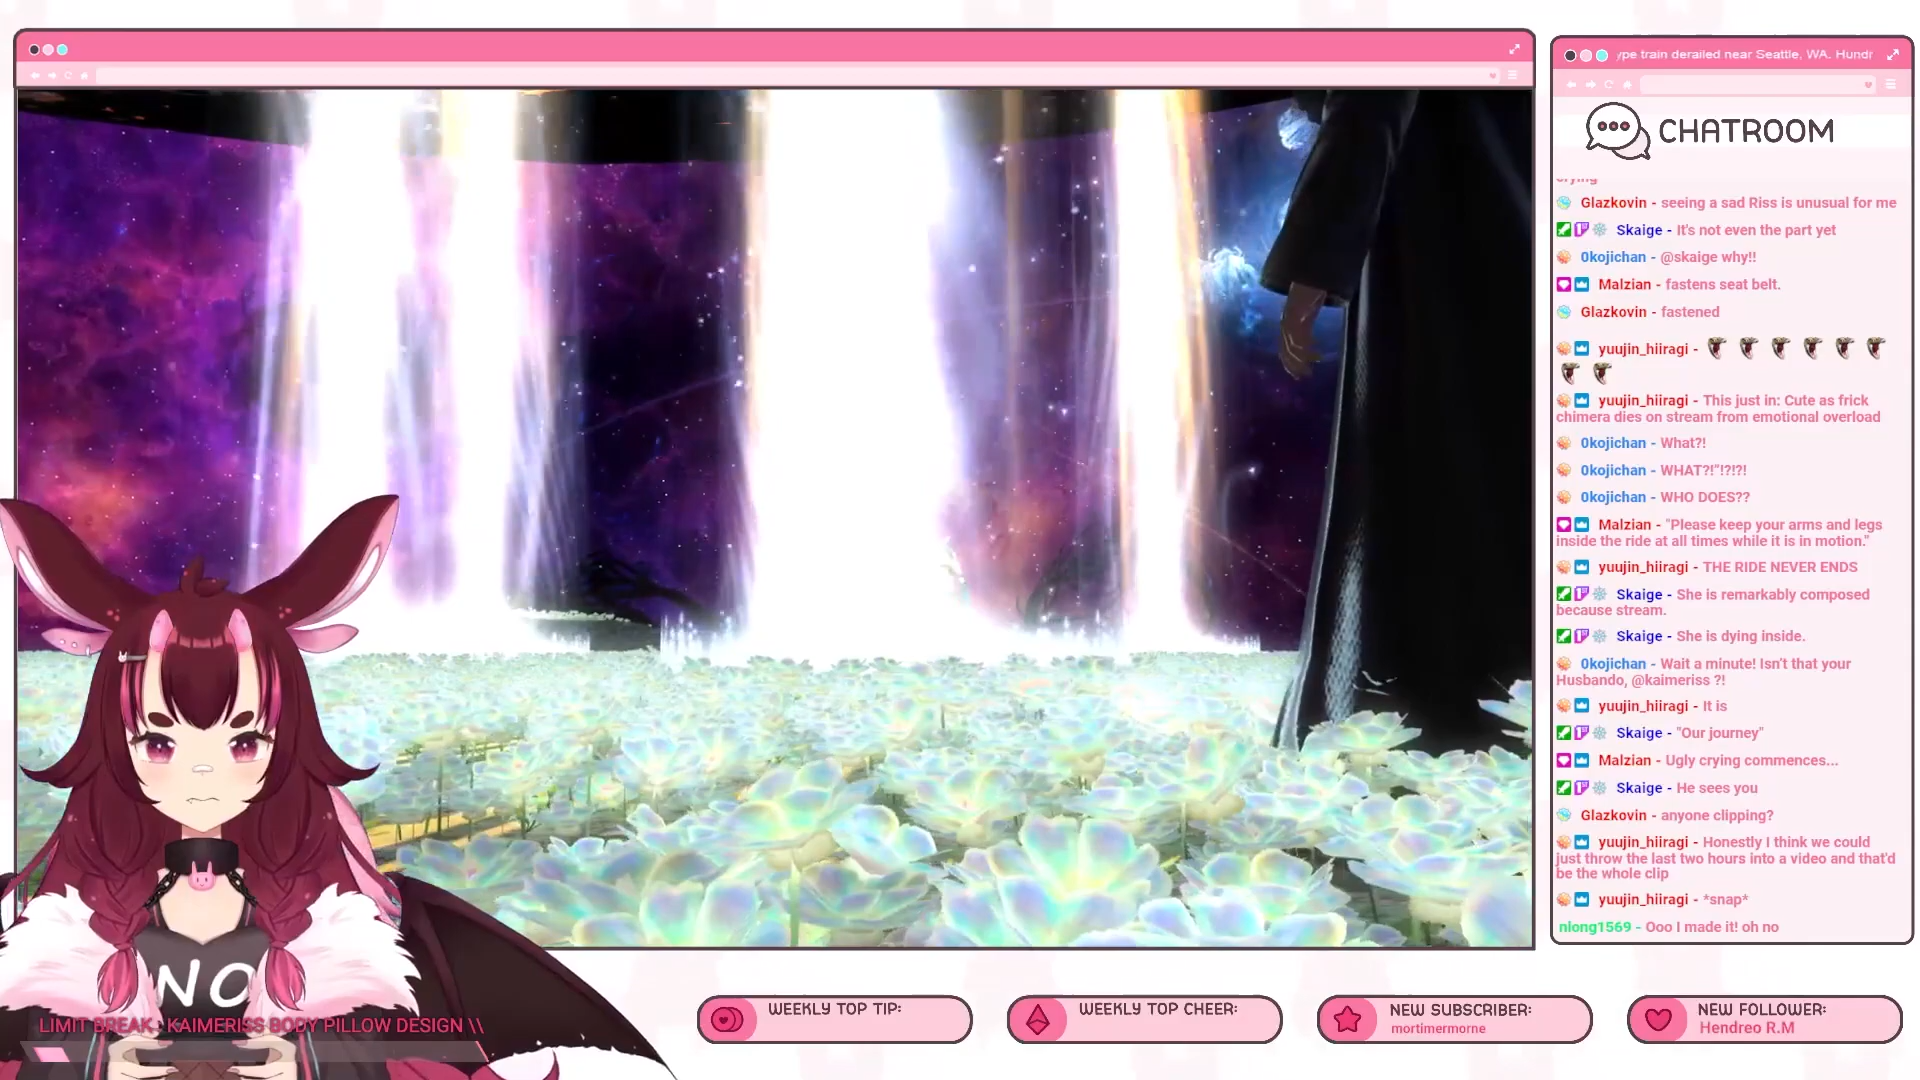 ype train derailed near Seattle, WA. Hundr
CHATROOM
crying
Glazkovin - seeing a sad Riss is unusual for me
Skaige - It's not even the part yet
0kojichan - @skaige why!!
Malzian - fastens seat belt.
Glazkovin - fastened
yuujin_hiiragi -
yuujin_hiiragi - This just in: Cute as frick
chimera dies on stream from emotional overload
0kojichan - What?!
0kojichan - WHAT?!"!?!?!
0kojichan - WHO DOES??
Malzian - "Please keep your arms and legs
inside the ride at all times while it is in motion."
yuujin_hiiragi - THE RIDE NEVER ENDS
Skaige - She is remarkably composed
because stream.
Skaige - She is dying inside.
0kojichan - Wait a minute! Isn't that your
Husbando, @kaimeriss ?!
yuujin_hiiragi - It is
Skaige - "Our journey"
Malzian - Ugly crying commences...
Skaige - He sees you
Glazkovin - anyone clipping?
yuujin_hiiragi - Honestly I think we could
just throw the last two hours into a video and that'd
be the whole clip
yuujin_hiiragi - *snap*
nlong1569 - Ooo I made it! oh no
NO
LIMIT BREAK : KAIMERISS BODY PILLOW DESIGN \\
WEEKLY TOP TIP:
WEEKLY TOP CHEER:
NEW SUBSCRIBER:
mortimermorne
NEW FOLLOWER:
Hendreo R.M